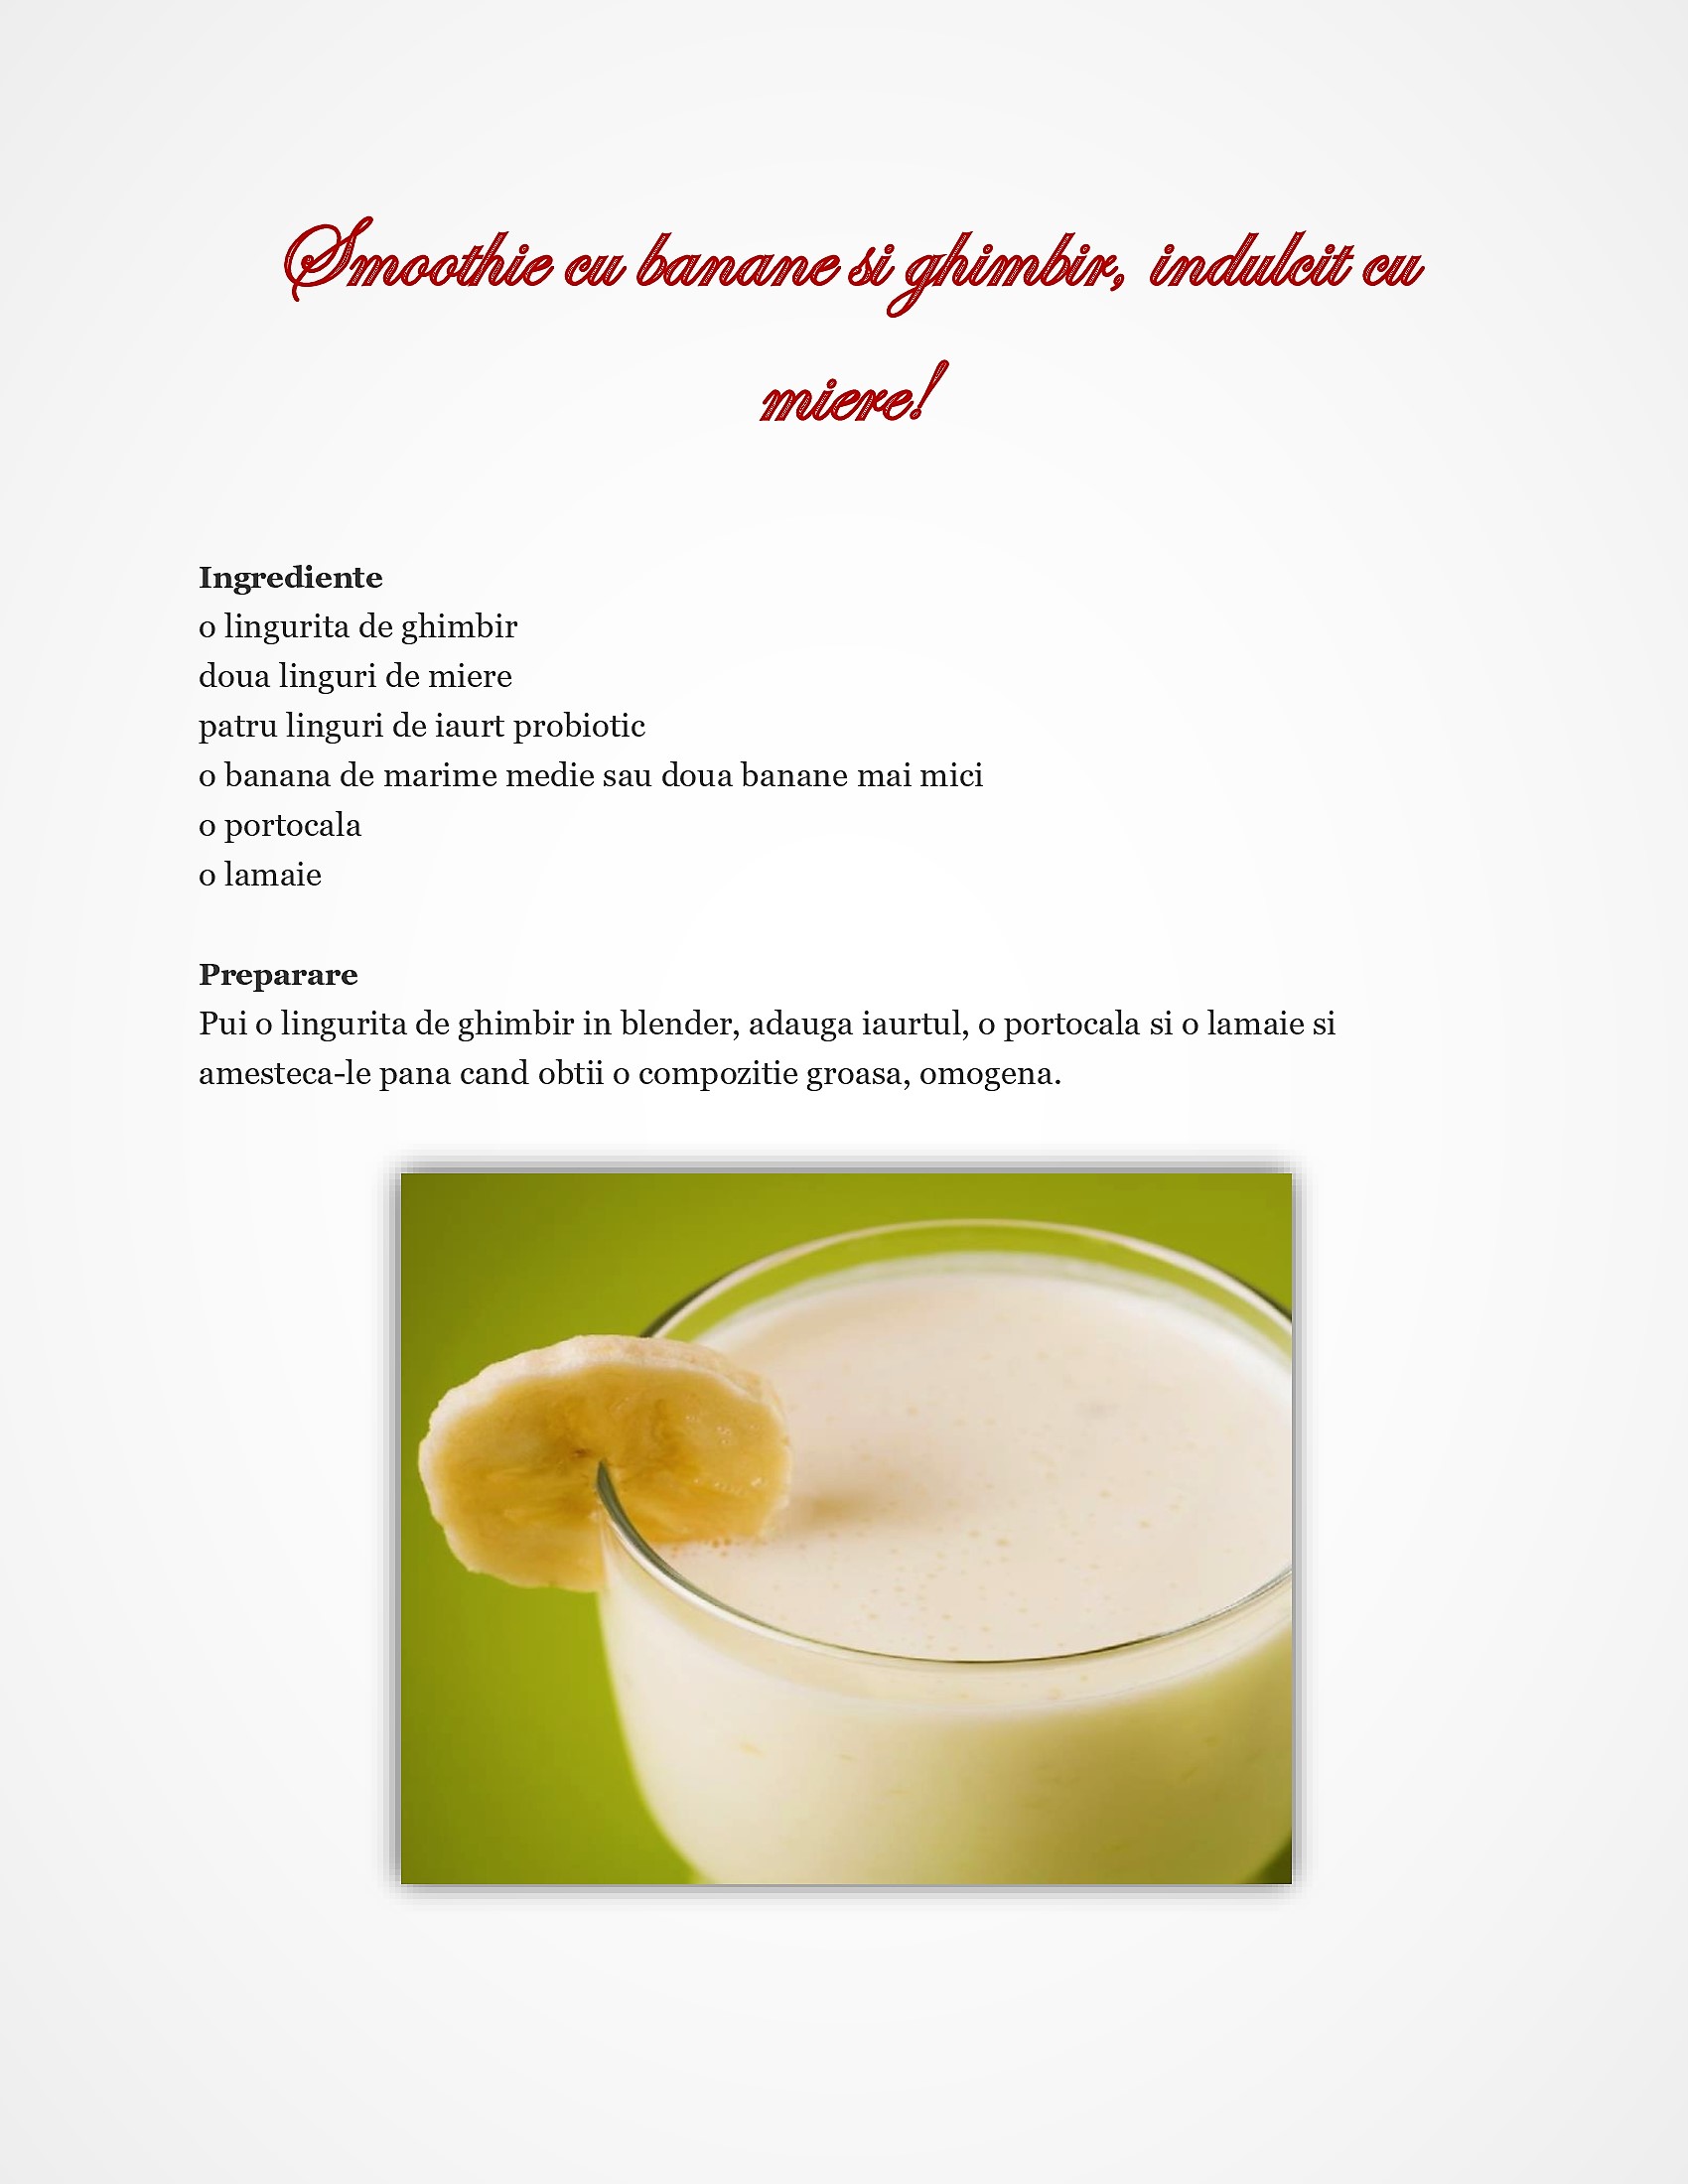 Smoothie cu banane si ghimbir, indulcit cu
miere!
Ingrediente
o lingurita de ghimbir
doua linguri de miere
patru linguri de iaurt probiotic
o banana de marime medie sau doua banane mai mici
o portocala
o lamaie
Preparare
Pui o lingurita de ghimbir in blender, adauga iaurtul, o portocala si o lamaie si
amesteca-le pana cand obtii o compozitie groasa, omogena.